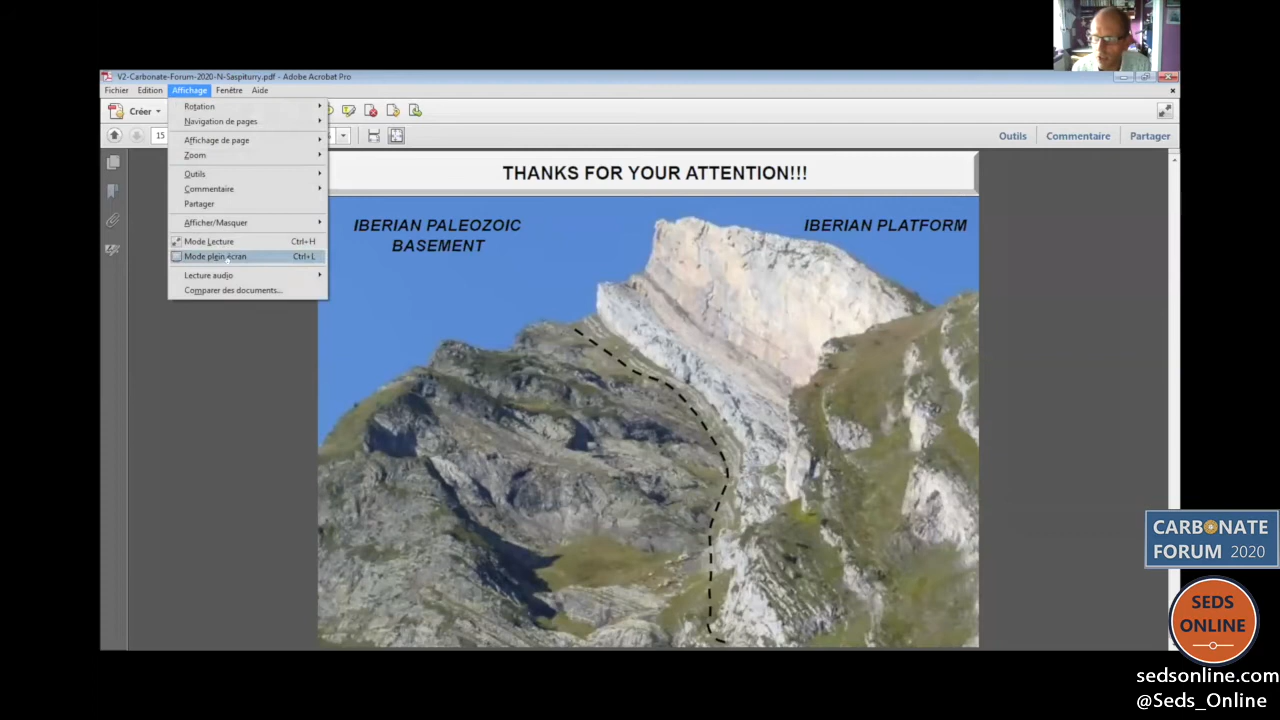 V2-Carbonate-Forum-2020-N-Saspiturry.pdf - Adobe Acrobat Pro
Fichier Edition Affichage Fenêtre Aide
Créer
15
Outils Commentaire Partager
Rotation
Navigation de pages
Affichage de page
Zoom
Outils
Commentaire
Partager
Afficher/Masquer
Mode Lecture Ctrl+H
Mode plein écran Ctrl+L
Lecture audio
Comparer des documents...
THANKS FOR YOUR ATTENTION!!!
IBERIAN PALEOZOIC
BASEMENT
IBERIAN PLATFORM
CARBONATE
FORUM 2020
SEDS
ONLINE
sedsonline.com
@Seds_Online